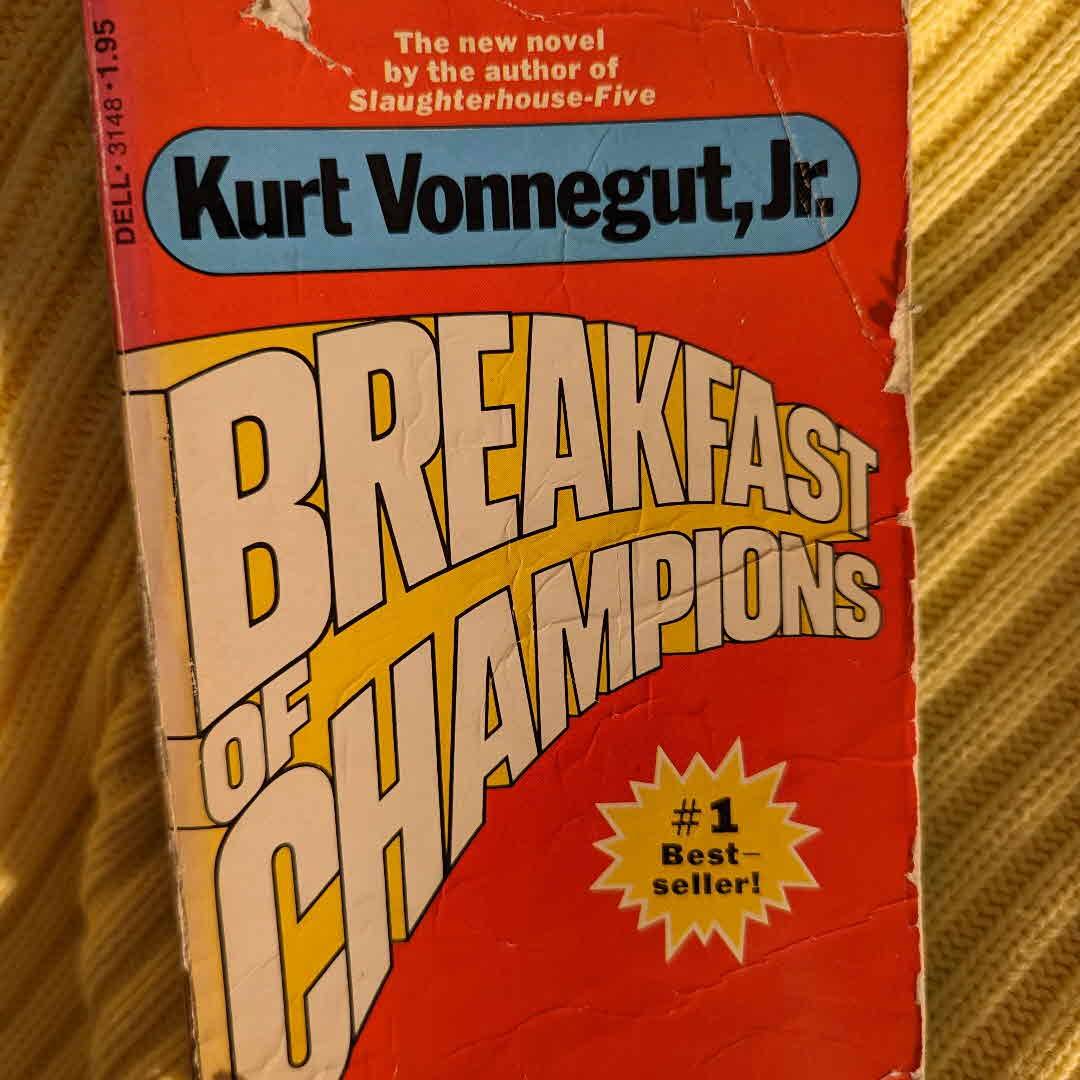 DELL • 3148 • 1.95
The new novel
by the author of
Slaughterhouse-Five
Kurt Vonnegut, Jr.
BREAKFAST
OF
CHAMPIONS
#1
Best–
seller!